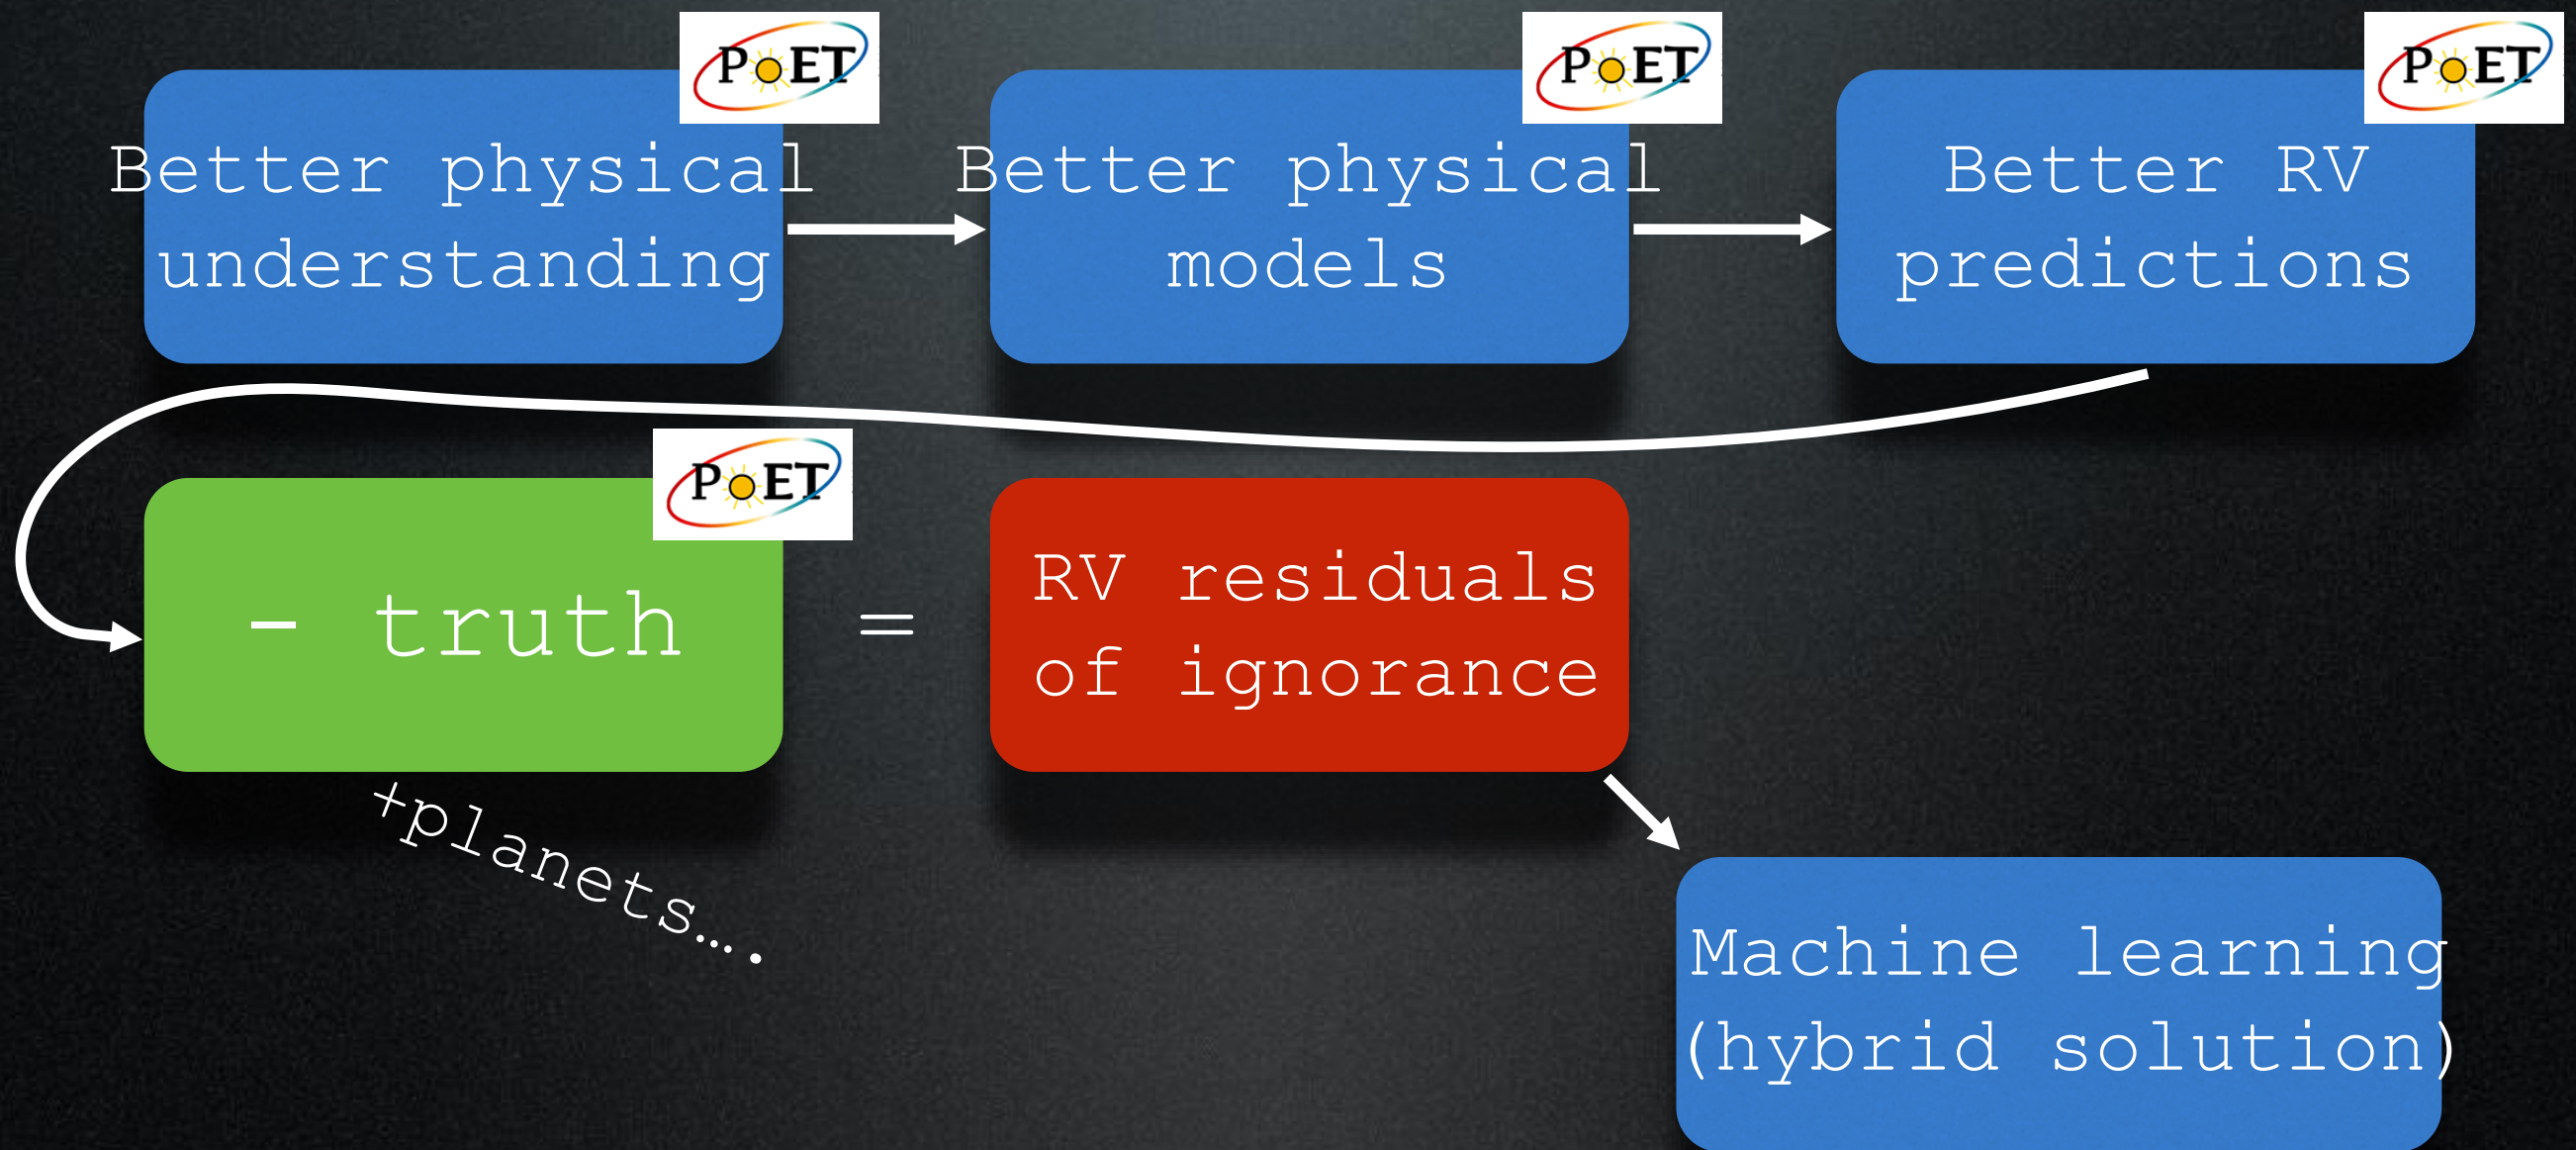 POET
POET
POET
Better physical
understanding
Better physical
models
Better RV
predictions
POET
- truth
=
RV residuals
of ignorance
+planets….
Machine learning
(hybrid solution)